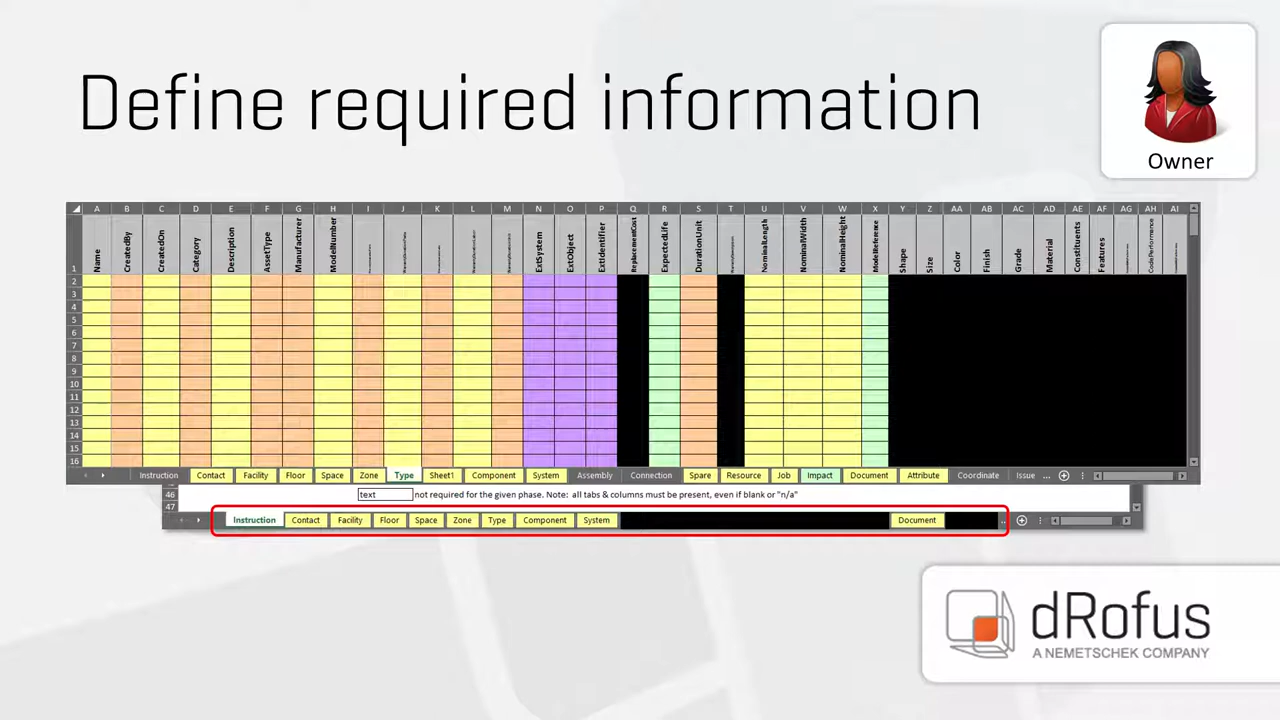 Define required information
Owner
A B C D E F G H I J K L M N O P Q R S T U V W X Y Z AA AB AC AD AE AF AG AH AI
1 Name CreatedBy CreatedOn Category Description AssetType Manufacturer ModelNumber ExtSystem ExtObject ExtIdentifier ReplacementCost ExpectedLife DurationUnit NominalLength NominalWidth NominalHeight ModelReference Shape Size Color Finish Grade Material Constituents Features CodePerformance
2
3
4
5
6
7
8
9
10
11
12
13
14
15
16
Instruction Contact Facility Floor Space Zone Type Sheet1 Component System Assembly Connection Spare Resource Job Impact Document Attribute Coordinate Issue ...
46 text not required for the given phase. Note: all tabs & columns must be present, even if blank or "n/a"
47
Instruction Contact Facility Floor Space Zone Type Component System Document ..
dRofus
A NEMETSCHEK COMPANY